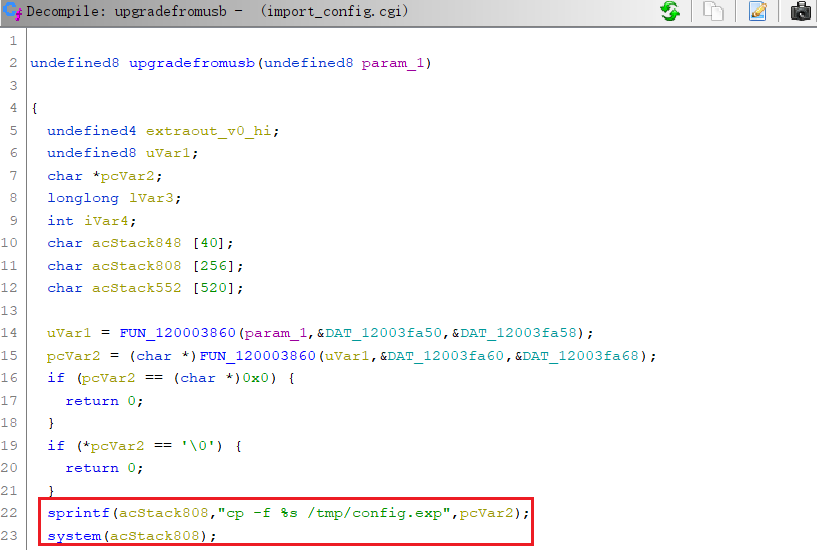 Decompile: upgradefromusb - (import_config.cgi)
1
2 undefined8 upgradefromusb(undefined8 param_1)
3
4 {
5 undefined4 extraout_v0_hi;
6 undefined8 uVar1;
7 char *pcVar2;
8 longlong lVar3;
9 int iVar4;
10 char acStack848 [40];
11 char acStack808 [256];
12 char acStack552 [520];
13
14 uVar1 = FUN_120003860(param_1,&DAT_12003fa50,&DAT_12003fa58);
15 pcVar2 = (char *)FUN_120003860(uVar1,&DAT_12003fa60,&DAT_12003fa68);
16 if (pcVar2 == (char *)0x0) {
17 return 0;
18 }
19 if (*pcVar2 == '\0') {
20 return 0;
21 }
22 sprintf(acStack808,"cp -f %s /tmp/config.exp",pcVar2);
23 system(acStack808);